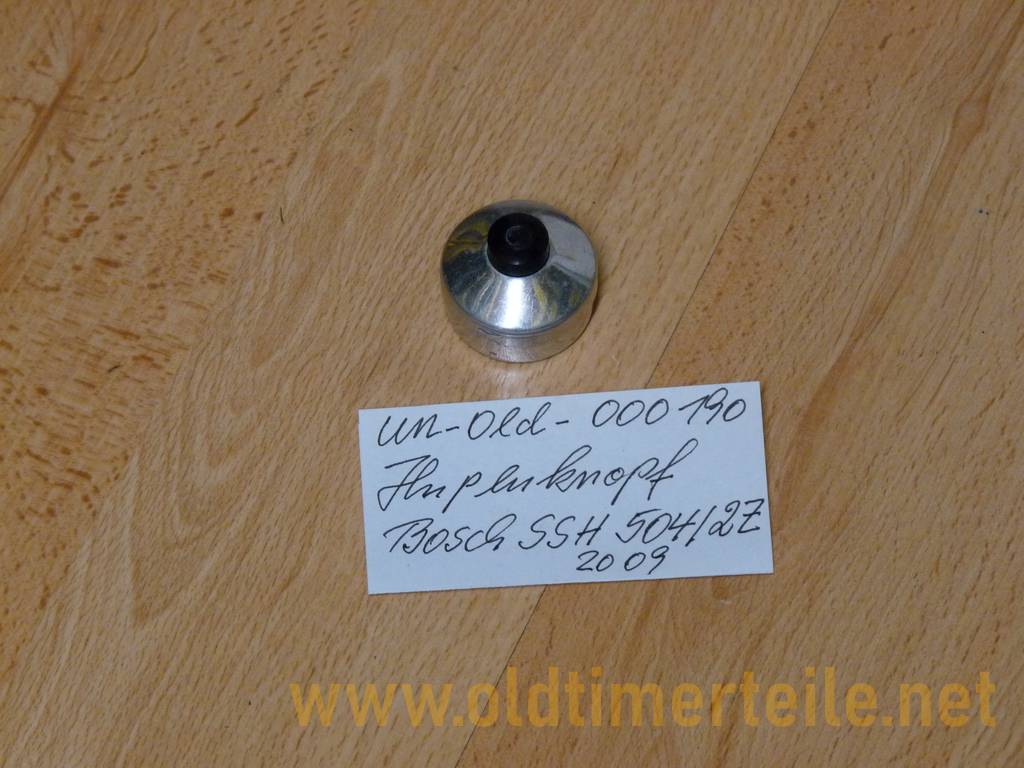 un-Old-000190
Hupenknopf
Bosch SSH 504/2Z
2009
www.oldtimerteile.net